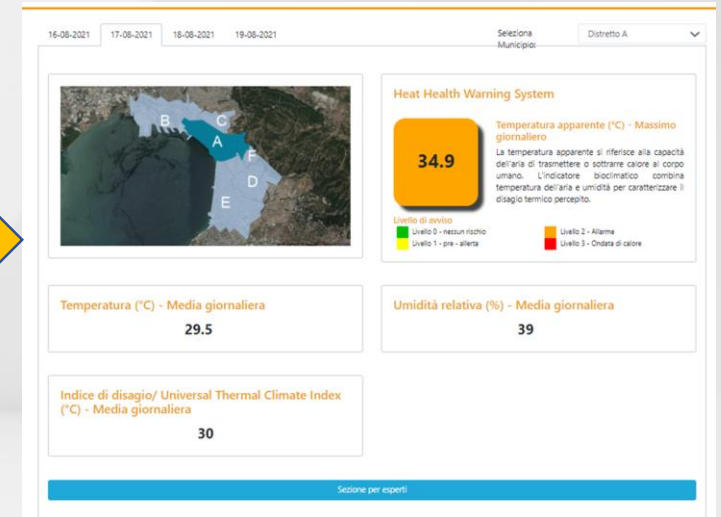 16-08-2021 17-08-2021 18-08-2021 19-08-2021
Seleziona
Municipio:
Distretto A
B
C
A
F
D
E
Heat Health Warning System
34.9
Temperatura apparente (°C) - Massimo
giornaliero
La temperatura apparente si riferisce alla capacità
dell'aria di trasmettere o sottrarre calore al corpo
umano. L'indicatore bioclimatico combina
temperatura dell'aria e umidità per caratterizzare il
disagio termico percepito.
Livello di avviso
Livello 0 - nessun rischio
Livello 2 - Allarme
Livello 1 - pre - allerta
Livello 3 - Ondata di calore
Temperatura (°C) - Media giornaliera
29.5
Umidità relativa (%) - Media giornaliera
39
Indice di disagio/ Universal Thermal Climate Index
(°C) - Media giornaliera
30
Sezione per esperti